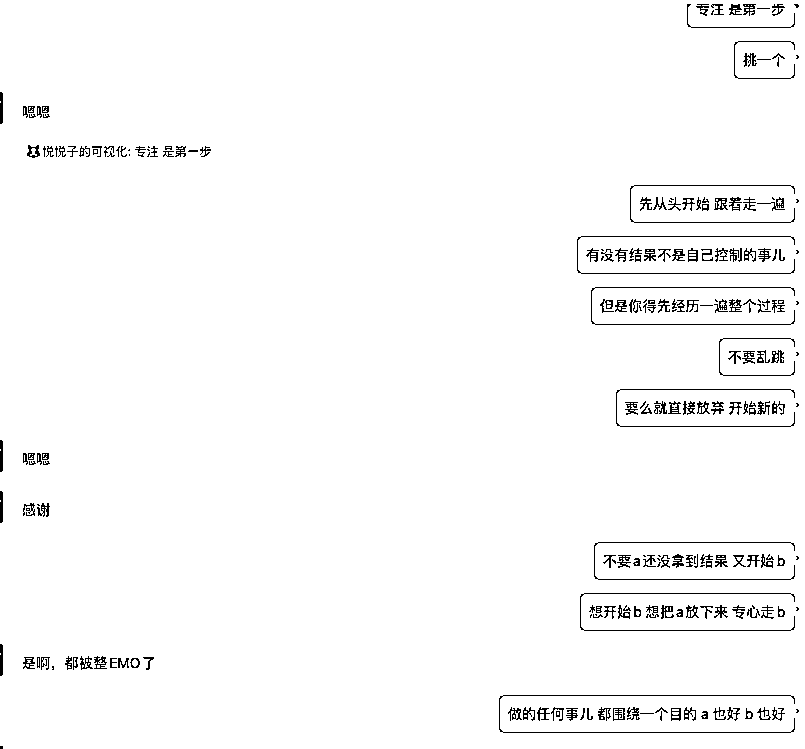 专注 是第一步
挑一个
嗯嗯
悦悦子的可视化: 专注 是第一步
先从头开始 跟着走一遍
有没有结果不是自己控制的事儿
但是你得先经历一遍整个过程
不要乱跳
要么就直接放弃 开始新的
嗯嗯
感谢
不要a还没拿到结果 又开始b
想开始b 想把a放下来 专心走b
是啊，都被整EMO了
做的任何事儿 都围绕一个目的 a 也好 b 也好